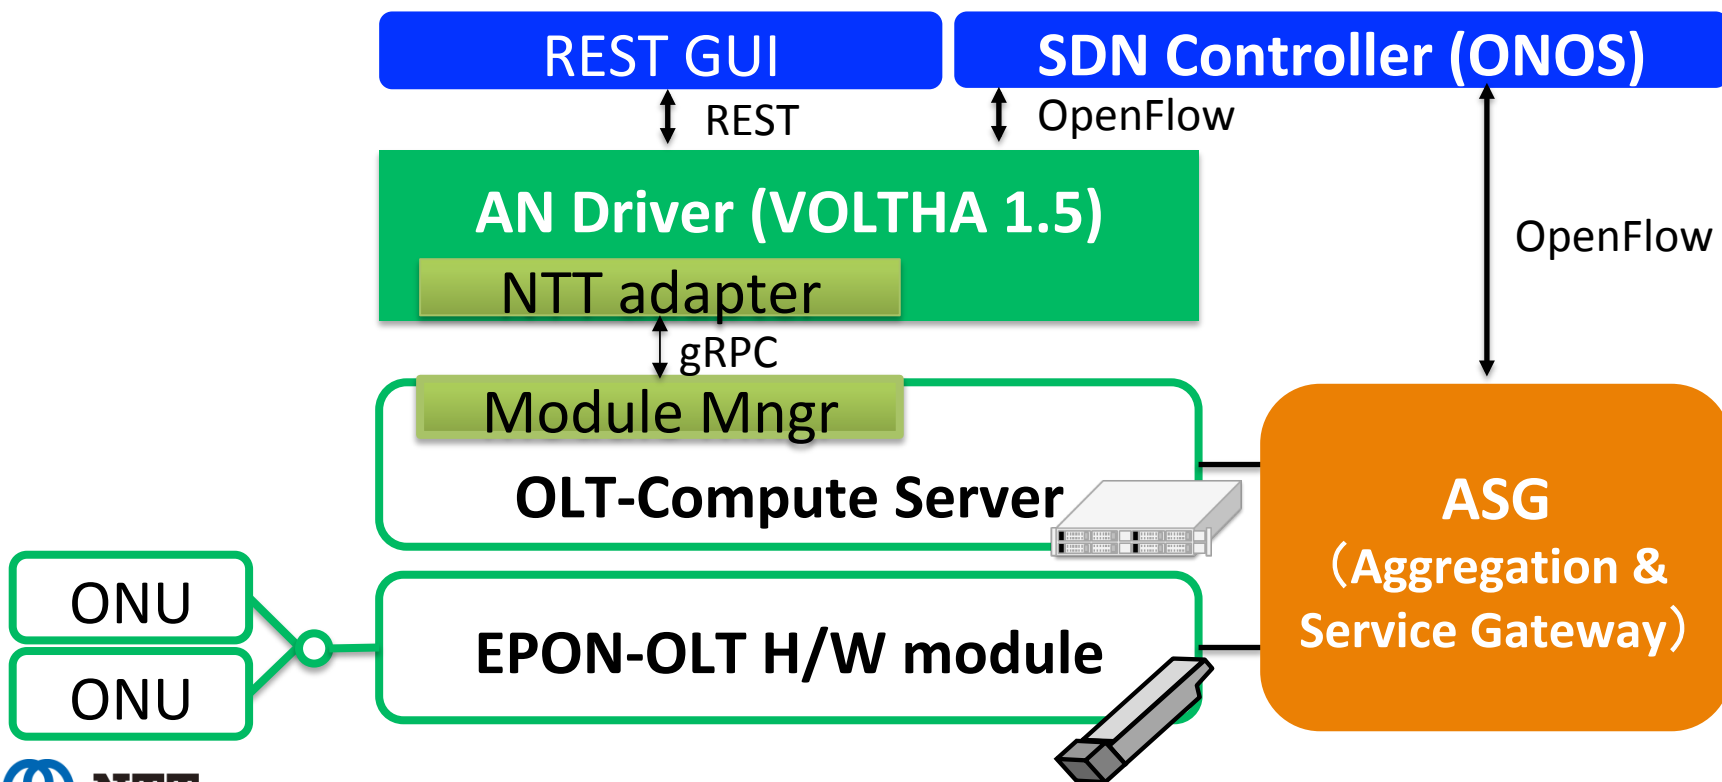 REST GUI
SDN Controller (ONOS)
REST
OpenFlow
AN Driver (VOLTHA 1.5)
OpenFlow
NTT adapter
gRPC
Module Mngr
OLT-Compute Server
ASG
（Aggregation &
Service Gateway）
ONU
EPON-OLT H/W module
ONU
NTT